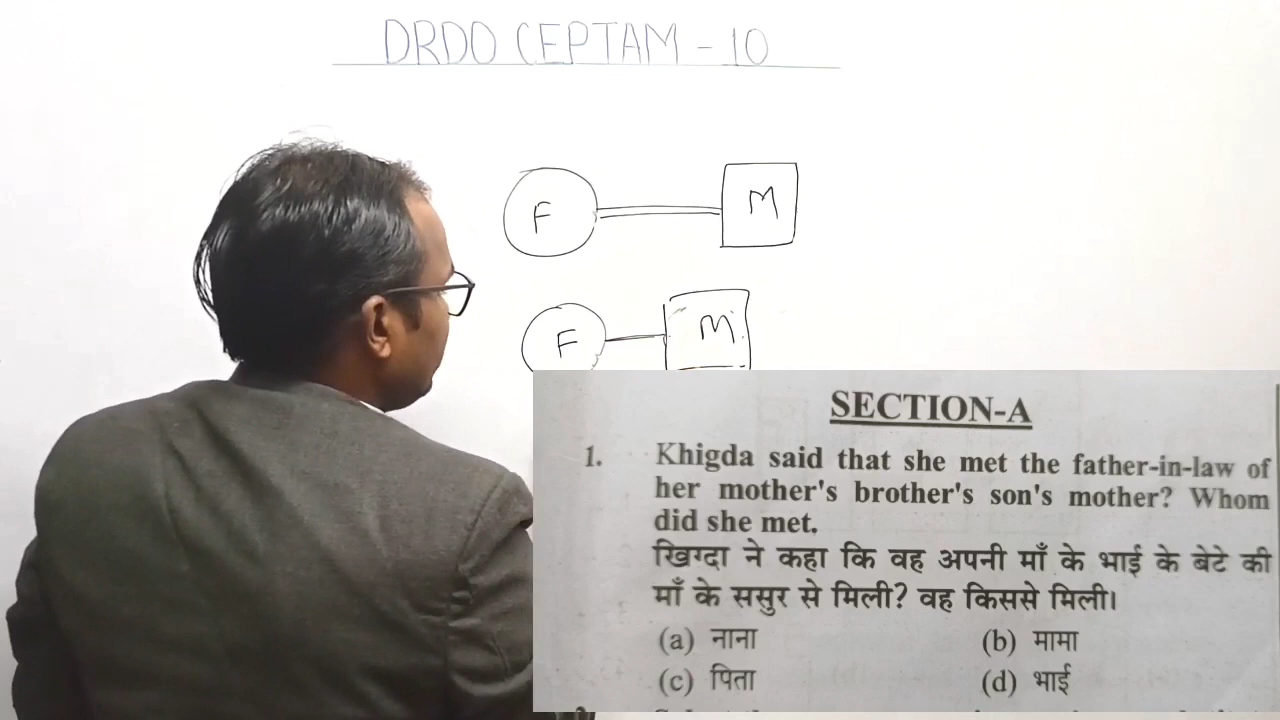 DRDO CEPTAM - 10
F M
F M
SECTION-A
1. Khigda said that she met the father-in-law of
her mother's brother's son's mother? Whom
did she met.
खिग्दा ने कहा कि वह अपनी माँ के भाई के बेटे की
माँ के ससुर से मिली? वह किससे मिली।
(a) नाना (b) मामा
(c) पिता (d) भाई